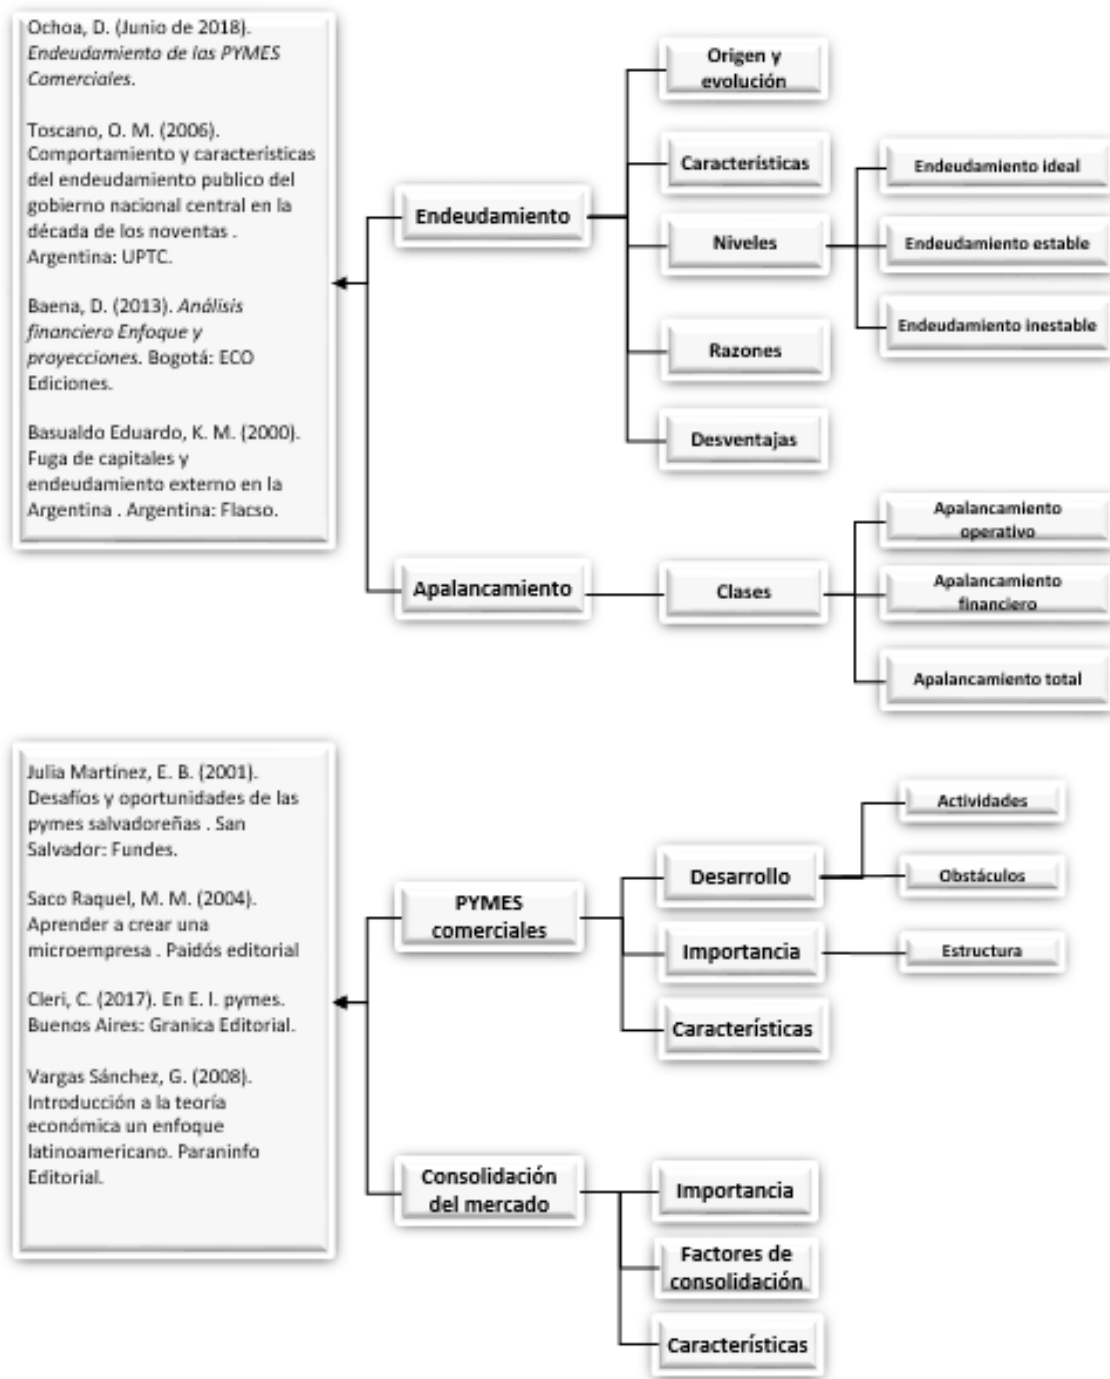 Ochoa, D. (Junio de 2018).
Endeudamiento de las PYMES
Comerciales.
Toscano, O. M. (2006).
Comportamiento y características
del endeudamiento publico del
gobierno nacional central en la
década de los noventas .
Argentina: UPTC.
Baena, D. (2013). Análisis
financiero Enfoque y
proyecciones. Bogotá: ECO
Ediciones.
Basualdo Eduardo, K. M. (2000).
Fuga de capitales y
endeudamiento externo en la
Argentina . Argentina: Flacso.
Endeudamiento
Origen y
evolución
Característícas
Niveles
Endeudamiento ideal
Endeudamiento estable
Endeudamiento inestable
Razones
Desventajas
Apalancamiento
Clases
Apalancamiento
operativo
Apalancamiento
financiero
Apalancamiento total
Julia Martínez, E. B. (2001).
Desafíos y oportunidades de las
pymes salvadoreñas . San
Salvador: Fundes.
Saco Raquel, M. M. (2004).
Aprender a crear una
microempresa . Paidós editorial
Cleri, C. (2017). En E. l. pymes.
Buenos Aires: Granica Editorial.
Vargas Sánchez, G. (2008).
Introducción a la teoría
económica un enfoque
latinoamericano. Paraninfo
Editorial.
PYMES
comerciales
Desarrollo
Actividades
Obstáculos
Importancia
Estructura
Característícas
Consolidación
del mercado
Importancia
Factores de
consolidación
Característícas